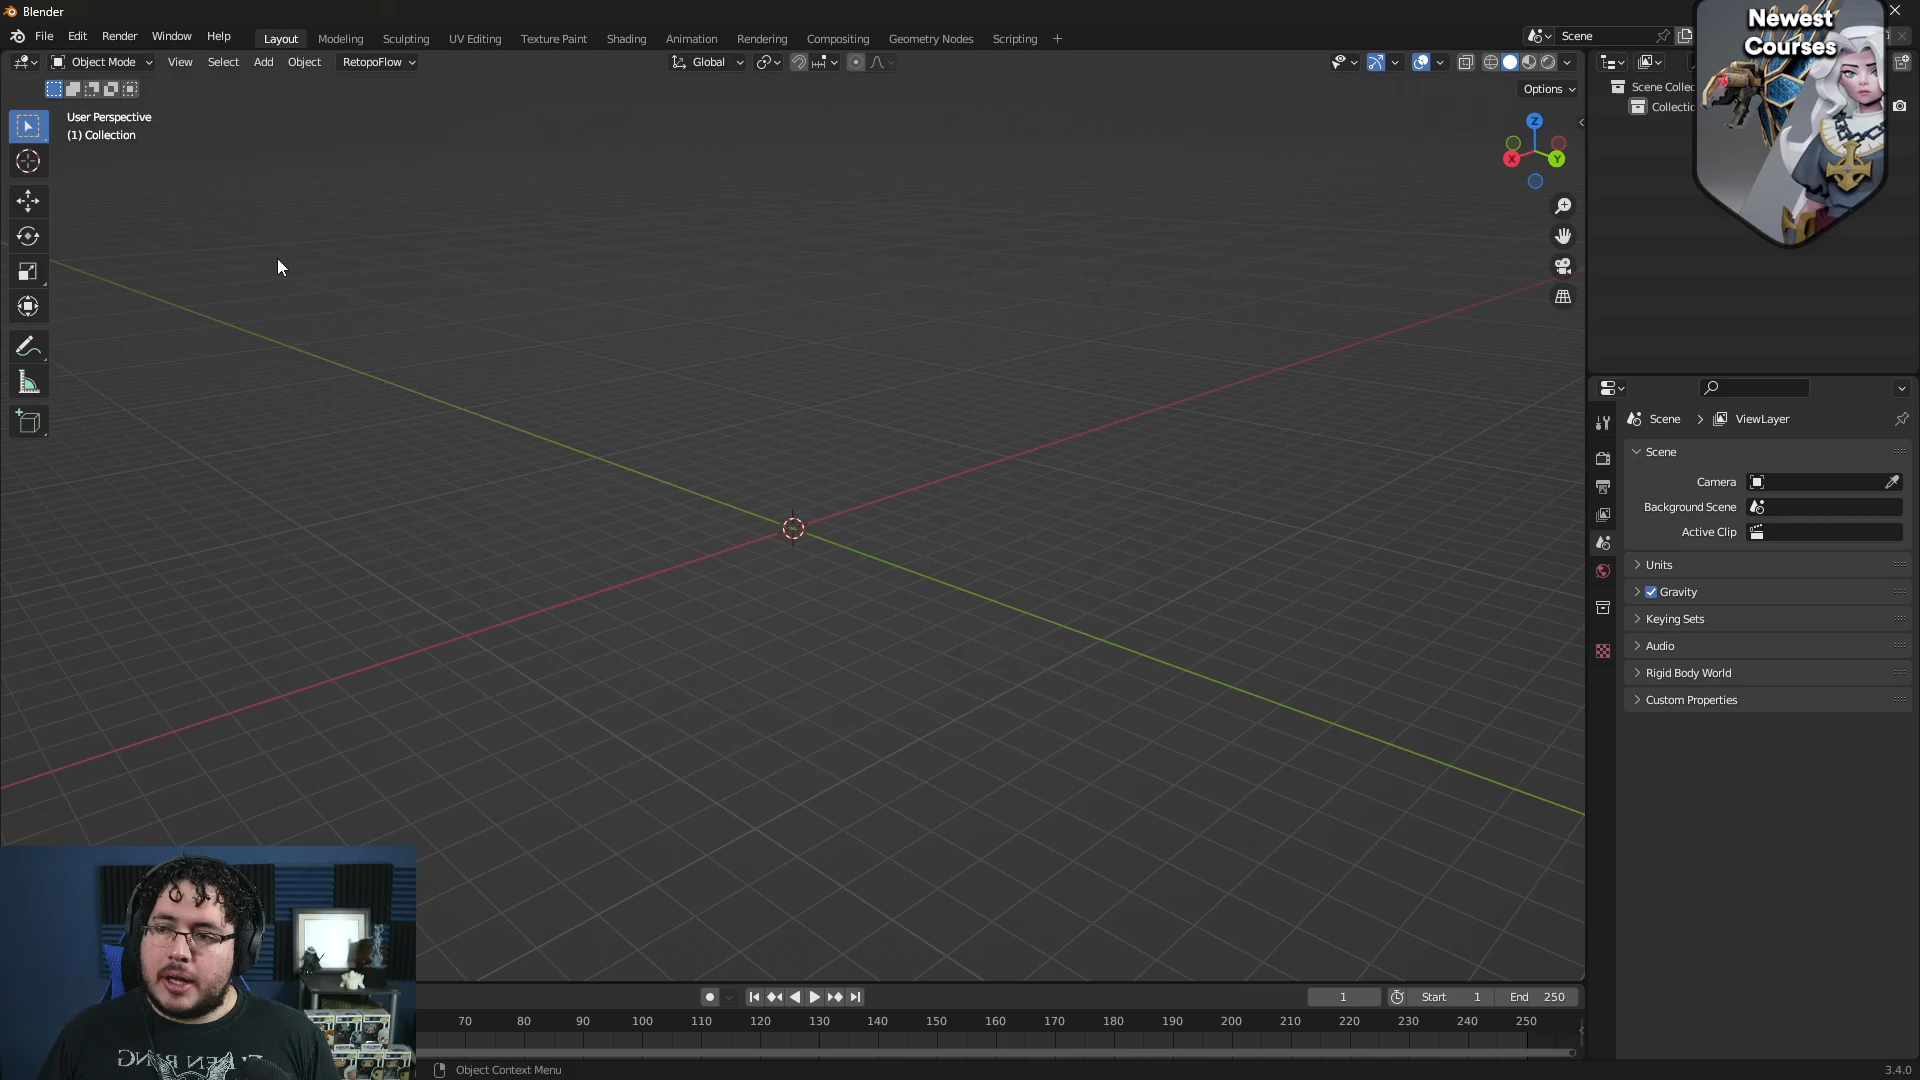 Blender
File Edit Render Window Help Layout Modeling Sculpting UV Editing Texture Paint Shading Animation Rendering Compositing Geometry Nodes Scripting + Scene
Newest
Courses
Object Mode View Select Add Object RetopoFlow Global
Options
User Perspective
(1) Collection
Z
X Y
Scene Collec
Collectio
Scene > ViewLayer
Scene
Camera
Background Scene
Active Clip
Units
Gravity
Keying Sets
Audio
Rigid Body World
Custom Properties
1 Start 1 End 250
70 80 90 100 110 120 130 140 150 160 170 180 190 200 210 220 230 240 250
Object Context Menu 3.4.0